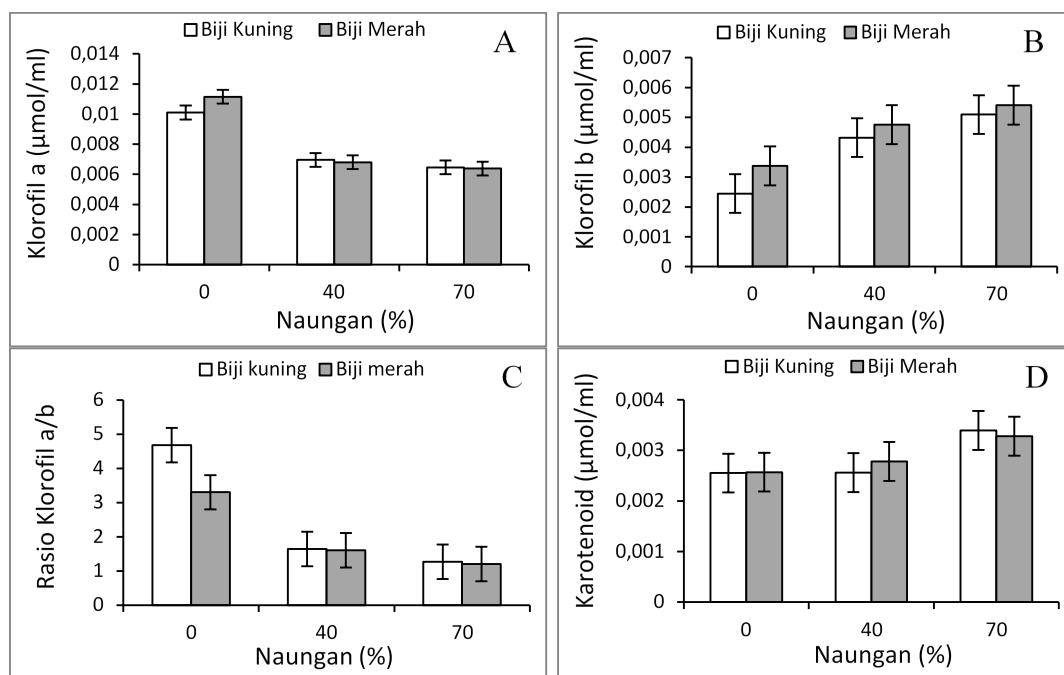 Biji Kuning Biji Merah
A
Klorofil a (µmol/ml)
0,014
0,012
0,01
0,008
0,006
0,004
0,002
0
0 40 70
Naungan (%)
Biji Kuning Biji Merah
B
Klorofil b (µmol/ml)
0,007
0,006
0,005
0,004
0,003
0,002
0,001
0
0 40 70
Naungan (%)
Biji kuning Biji merah
C
Rasio Klorofil a/b
6
5
4
3
2
1
0
0 40 70
Naungan (%)
Biji Kuning Biji Merah
D
Karotenoid (µmol/ml)
0,004
0,003
0,002
0,001
0
0 40 70
Naungan (%)